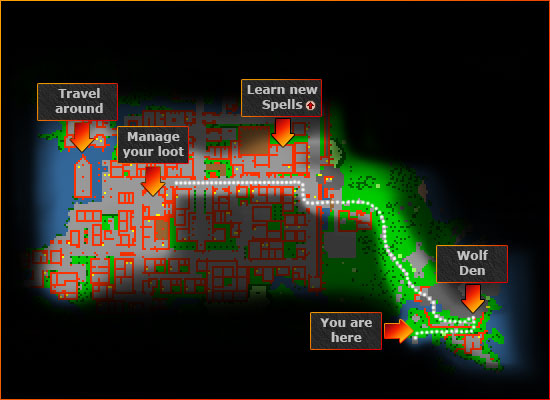 Travel
around
Manage
your loot
Learn new
Spells
Wolf
Den
You are
here